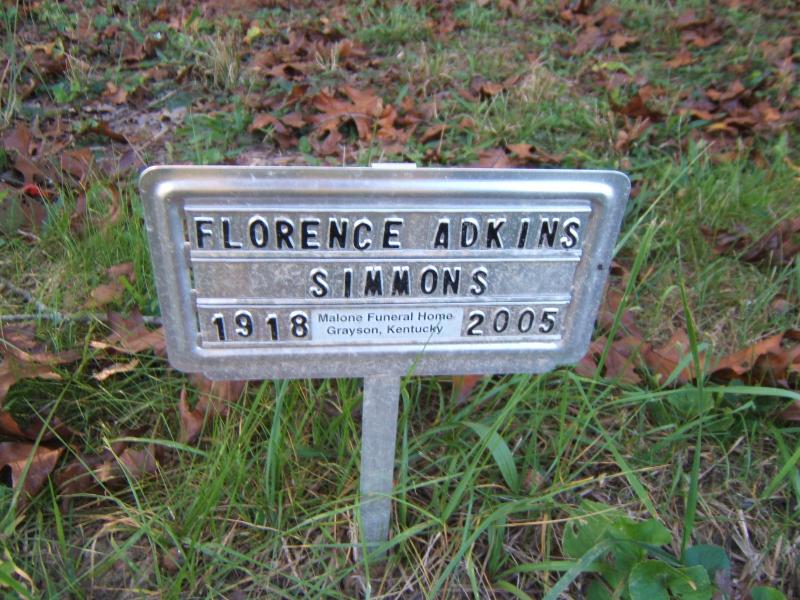 FLORENCE ADKINS
SIMMONS
1918 Malone Funeral Home 2005
Grayson, Kentucky